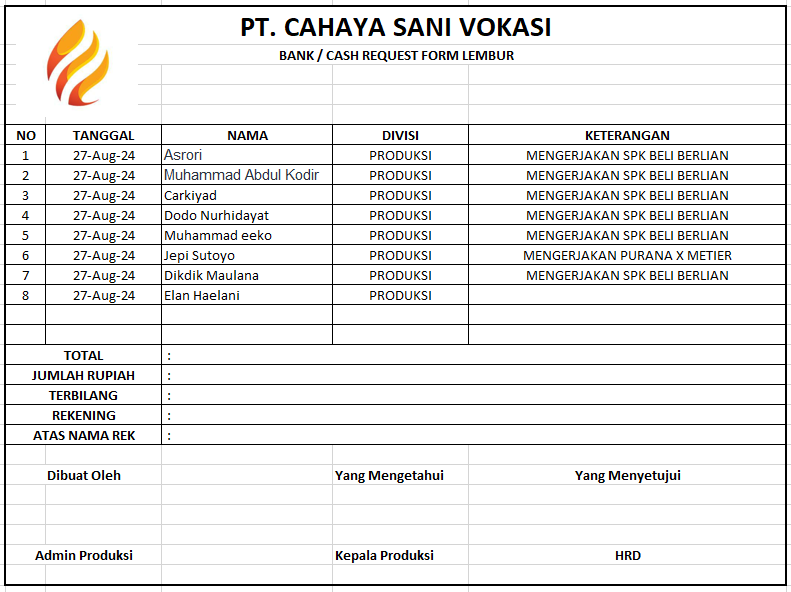 PT. CAHAYA SANI VOKASI
BANK / CASH REQUEST FORM LEMBUR
NO TANGGAL NAMA DIVISI KETERANGAN
1 27-Aug-24 Asrori PRODUKSI MENGERJAKAN SPK BELI BERLIAN
2 27-Aug-24 Muhammad Abdul Kodir PRODUKSI MENGERJAKAN SPK BELI BERLIAN
3 27-Aug-24 Carkiyad PRODUKSI MENGERJAKAN SPK BELI BERLIAN
4 27-Aug-24 Dodo Nurhidayat PRODUKSI MENGERJAKAN SPK BELI BERLIAN
5 27-Aug-24 Muhammad eeko PRODUKSI MENGERJAKAN SPK BELI BERLIAN
6 27-Aug-24 Jepi Sutoyo PRODUKSI MENGERJAKAN PURANA X METIER
7 27-Aug-24 Dikdik Maulana PRODUKSI MENGERJAKAN SPK BELI BERLIAN
8 27-Aug-24 Elan Haelani PRODUKSI
TOTAL :
JUMLAH RUPIAH :
TERBILANG :
REKENING :
ATAS NAMA REK :
Dibuat Oleh Yang Mengetahui Yang Menyetujui
Admin Produksi Kepala Produksi HRD